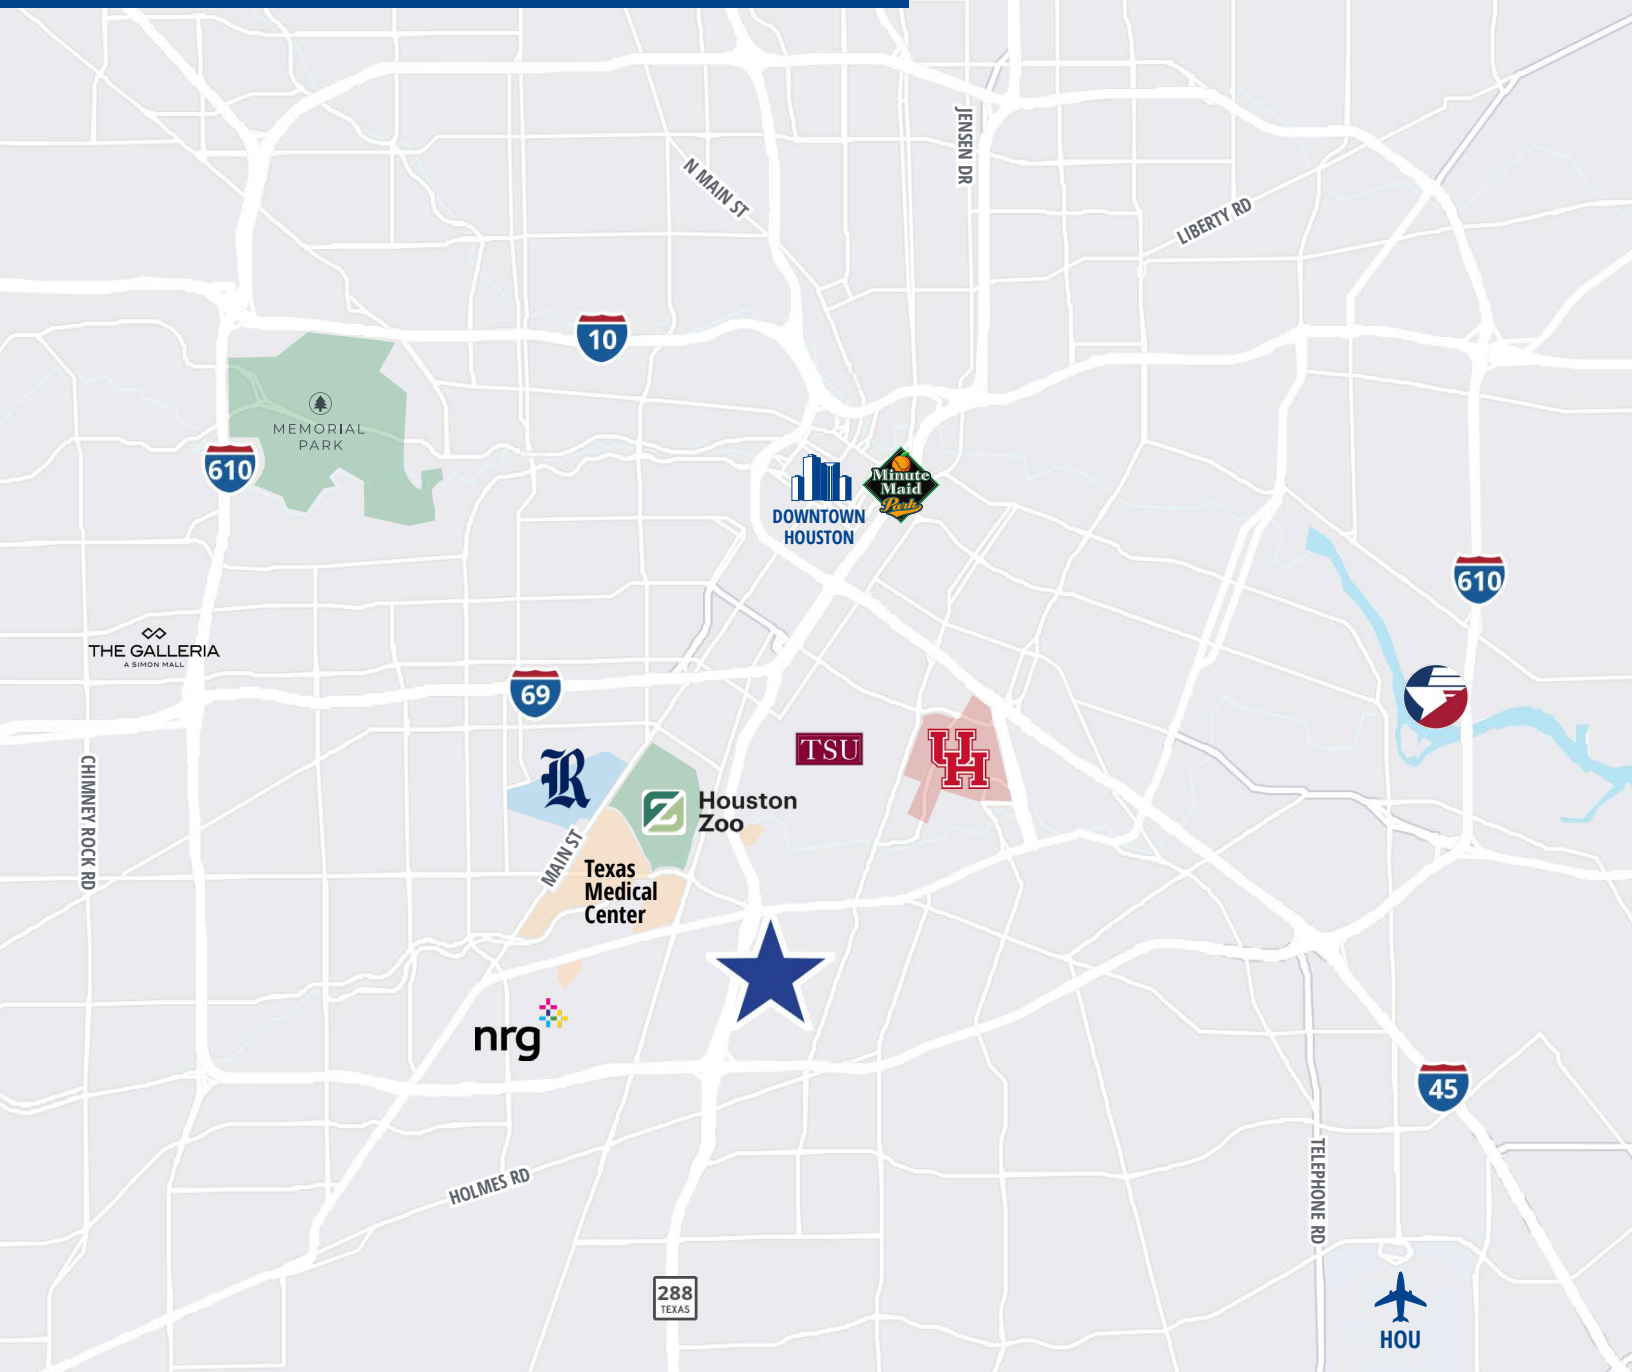 JENSEN DR
N MAIN ST
LIBERTY RD
10
MEMORIAL
PARK
610
Minute
Maid
Park
DOWNTOWN
HOUSTON
610
THE GALLERIA
A SIMON MALL
69
TSU
UH
R
Houston
Zoo
CHIMNEY ROCK RD
MAIN ST
Texas
Medical
Center
nrg
45
TELEPHONE RD
HOLMES RD
288
TEXAS
HOU